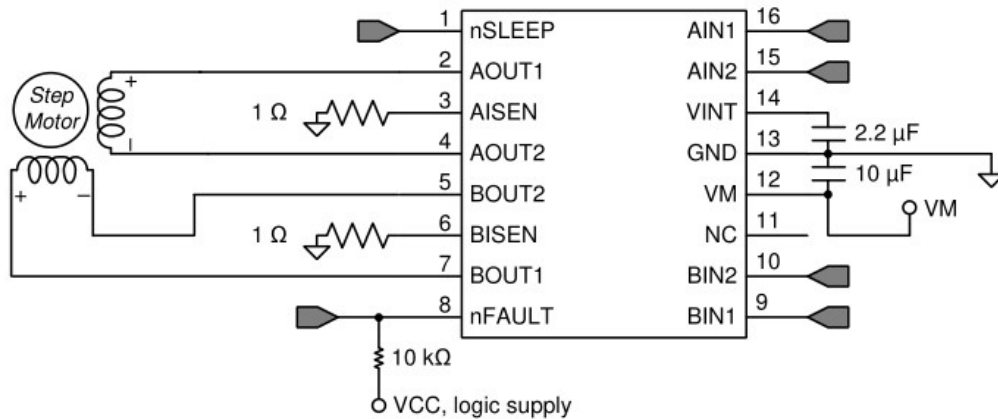 1 nSLEEP AIN1 16
2 AOUT1 AIN2 15
Step
Motor
+
−
1 Ω 3 AISEN VINT 14
2.2 µF
4 AOUT2 GND 13
10 µF
5 BOUT2 VM 12
+ −
VM
1 Ω 6 BISEN NC 11
7 BOUT1 BIN2 10
8 nFAULT BIN1 9
10 kΩ
VCC, logic supply